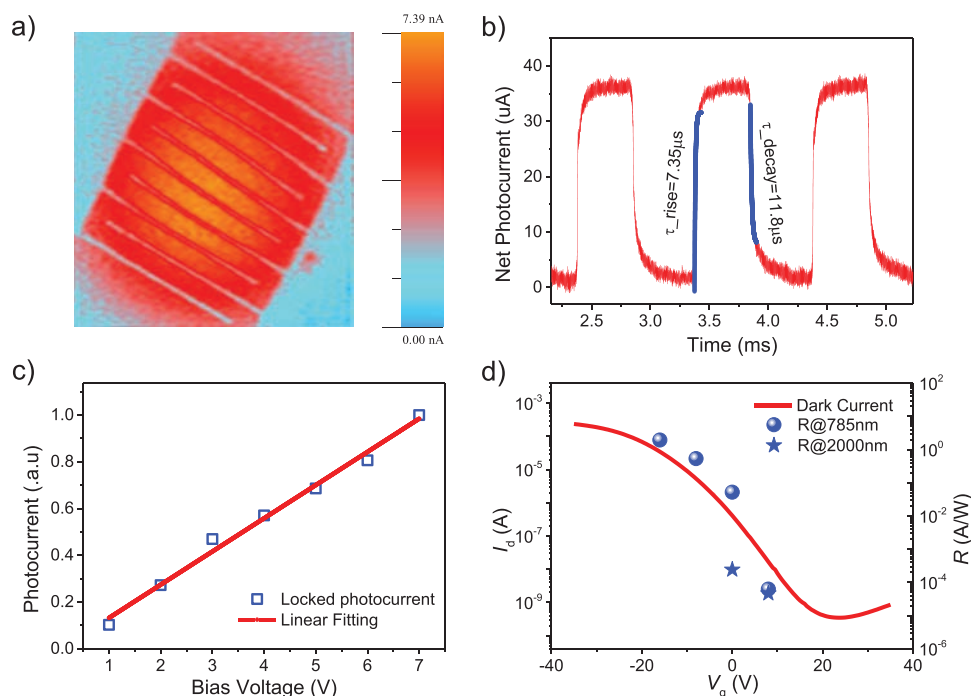 a)
7.39 nA
0.00 nA
b)
Net Photocurrent (uA)
40
30
20
10
0
τ_rise=7.35μs
τ_decay=11.8μs
2.5 3.0 3.5 4.0 4.5 5.0
Time (ms)
c)
Photocurrent (.a.u)
1.0
0.8
0.6
0.4
0.2
0.0
Locked photocurrent
Linear Fitting
1 2 3 4 5 6 7
Bias Voltage (V)
d)
I_d (A)
10^-3
10^-5
10^-7
10^-9
Dark Current
R@785nm
R@2000nm
10^2
10^0
10^-2
10^-4
10^-6
R (A/W)
-40 -20 0 20 40
V_g (V)